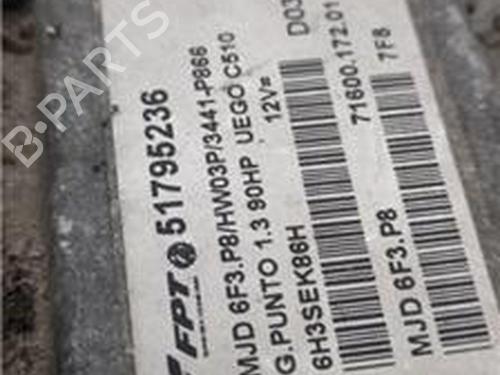 FPT 51795236
MJD 6F3.P8/HW03P/3441-P866
G.PUNTO 1.3 90HP UEGO C510
12V=
D03
6H3SEK86H
71600.172.01
7F8
MJD 6F3.P8
B-PARTS